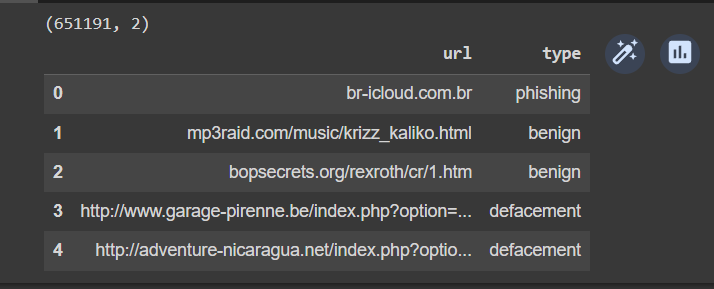 (651191, 2)
url type
0 br-icloud.com.br phishing
1 mp3raid.com/music/krizz_kaliko.html benign
2 bopsecrets.org/rexroth/cr/1.htm benign
3 http://www.garage-pirenne.be/index.php?option=... defacement
4 http://adventure-nicaragua.net/index.php?optio... defacement